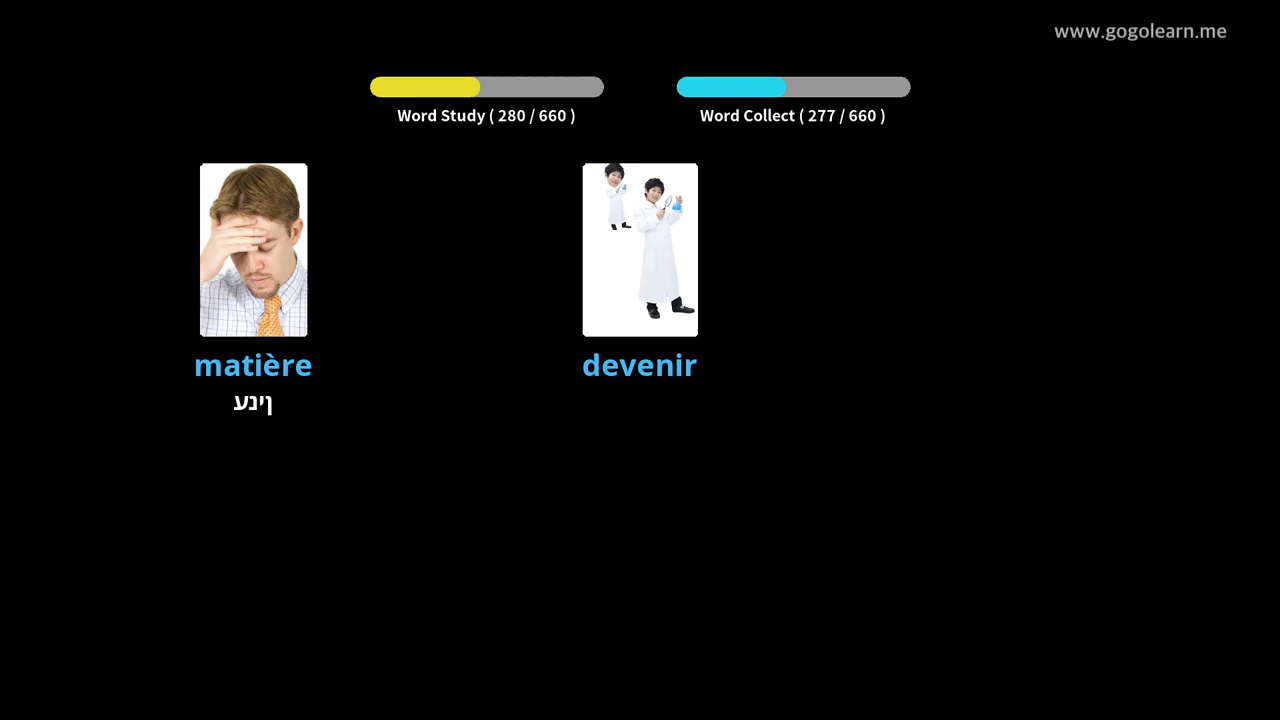 www.gogolearn.me
Word Study ( 280 / 660 )
Word Collect ( 277 / 660 )
matière
עניין
devenir